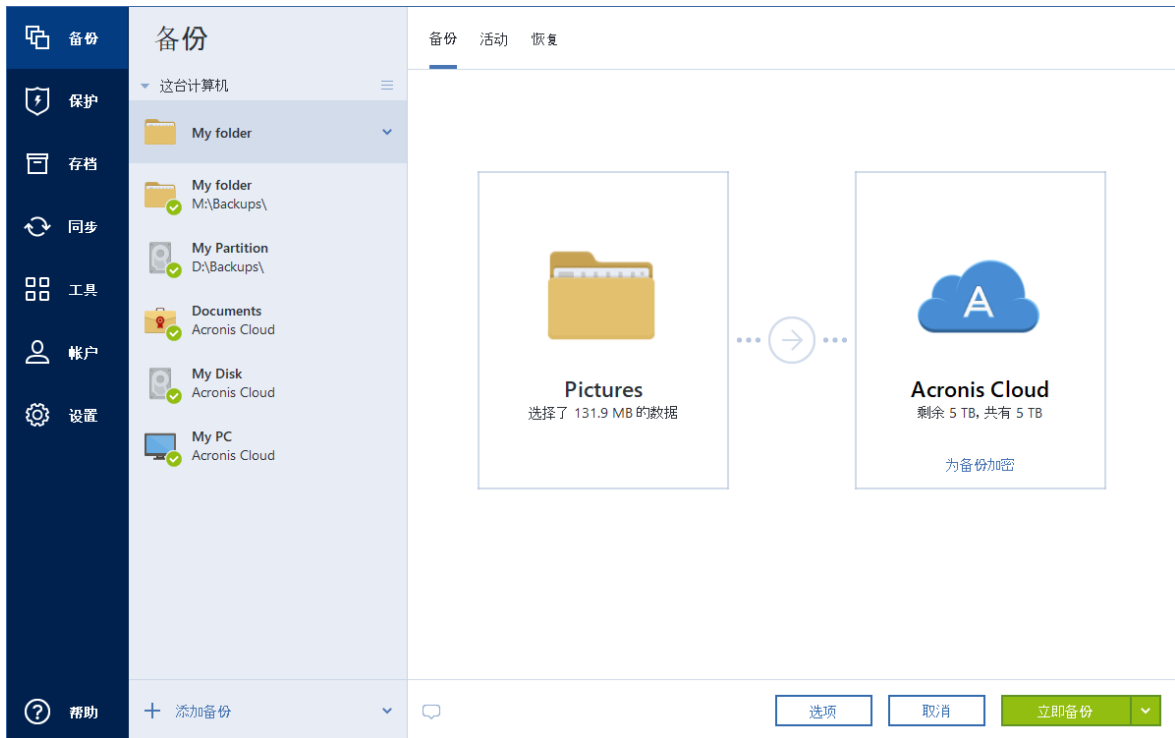 备份
保护
存档
同步
工具
帐户
设置
帮助
备份
这台计算机
My folder
My folder
M:\Backups\
My Partition
D:\Backups\
Documents
Acronis Cloud
My Disk
Acronis Cloud
My PC
Acronis Cloud
添加备份
备份 活动 恢复
Pictures
选择了 131.9 MB 的数据
Acronis Cloud
剩余 5 TB, 共有 5 TB
为备份加密
选项 取消 立即备份